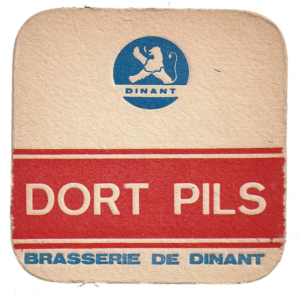 DINANT
DORT PILS
BRASSERIE DE DINANT